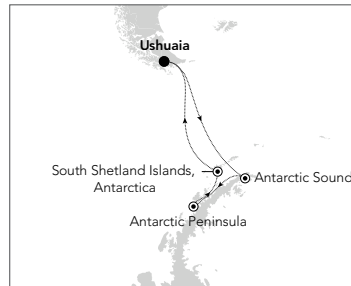 Ushuaia
South Shetland Islands,
Antarctica
Antarctic Sound
Antarctic Peninsula